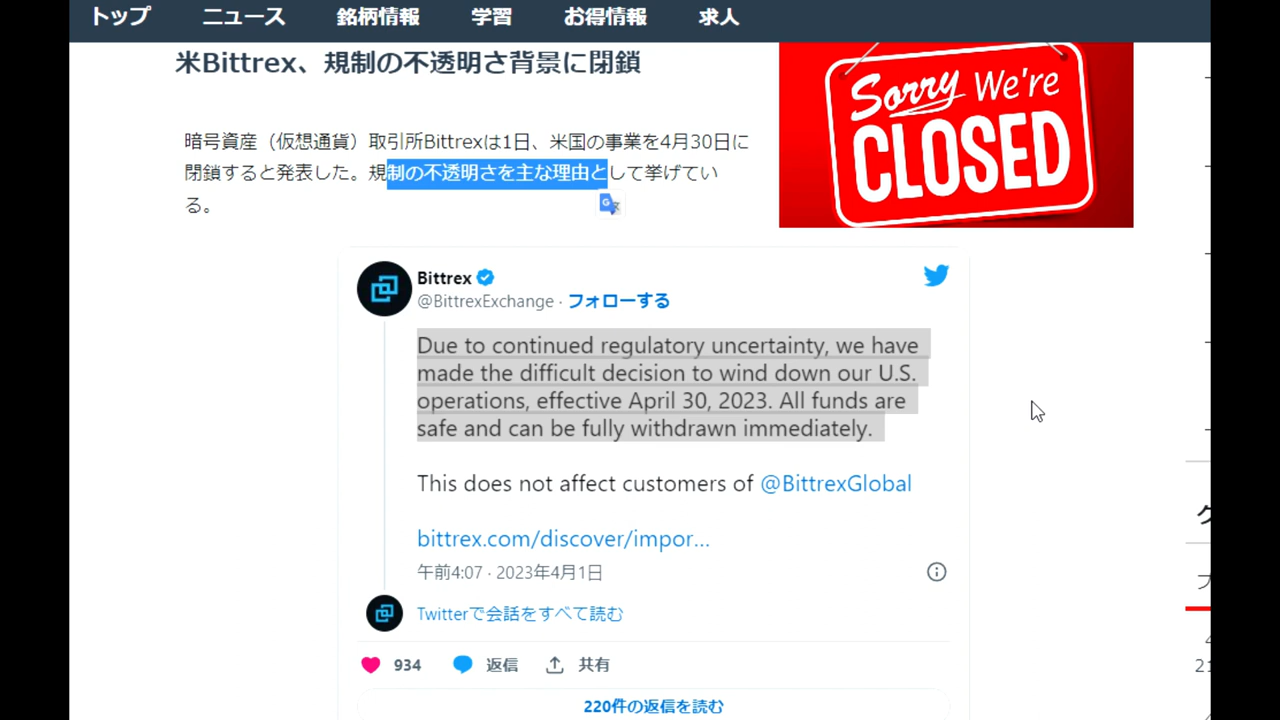 トップ ニュース 銘柄情報 学習 お得情報 求人
米Bittrex、規制の不透明さ背景に閉鎖
暗号資産（仮想通貨）取引所Bittrexは1日、米国の事業を4月30日に
閉鎖すると発表した。規制の不透明さを主な理由として挙げてい
る。
Sorry We're
CLOSED
Bittrex
@BittrexExchange · フォローする
Due to continued regulatory uncertainty, we have
made the difficult decision to wind down our U.S.
operations, effective April 30, 2023. All funds are
safe and can be fully withdrawn immediately.
This does not affect customers of @BittrexGlobal
bittrex.com/discover/impor...
午前4:07 · 2023年4月1日
Twitterで会話をすべて読む
934 返信 共有
220件の返信を読む